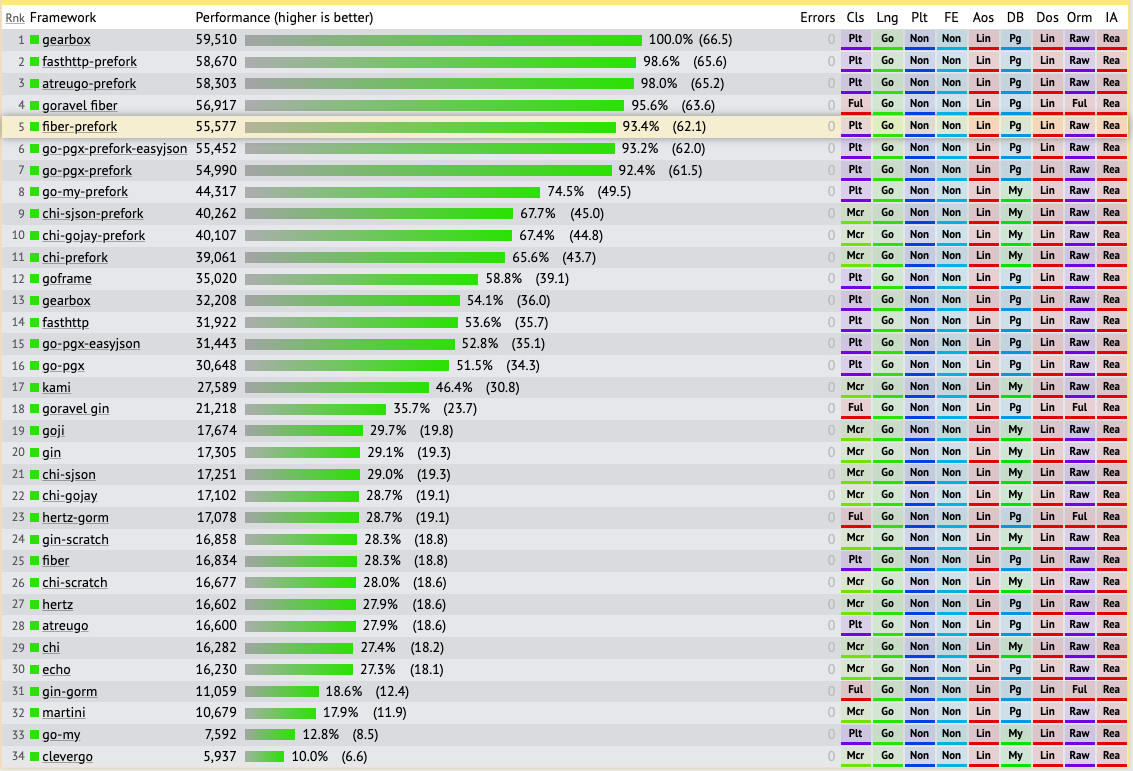 Rnk Framework Performance (higher is better) Errors Cls Lng Plt FE Aos DB Dos Orm IA
1 gearbox 59,510 100.0% (66.5) 0 Plt Go Non Non Lin Pg Lin Raw Rea
2 fasthttp-prefork 58,670 98.6% (65.6) 0 Plt Go Non Non Lin Pg Lin Raw Rea
3 atreugo-prefork 58,303 98.0% (65.2) 0 Plt Go Non Non Lin Pg Lin Raw Rea
4 goravel fiber 56,917 95.6% (63.6) 0 Ful Go Non Non Lin Pg Lin Ful Rea
5 fiber-prefork 55,577 93.4% (62.1) 0 Plt Go Non Non Lin Pg Lin Raw Rea
6 go-pgx-prefork-easyjson 55,452 93.2% (62.0) 0 Plt Go Non Non Lin Pg Lin Raw Rea
7 go-pgx-prefork 54,990 92.4% (61.5) 0 Plt Go Non Non Lin Pg Lin Raw Rea
8 go-my-prefork 44,317 74.5% (49.5) 0 Plt Go Non Non Lin My Lin Raw Rea
9 chi-sjson-prefork 40,262 67.7% (45.0) 0 Mcr Go Non Non Lin My Lin Raw Rea
10 chi-gojay-prefork 40,107 67.4% (44.8) 0 Mcr Go Non Non Lin My Lin Raw Rea
11 chi-prefork 39,061 65.6% (43.7) 0 Mcr Go Non Non Lin My Lin Raw Rea
12 goframe 35,020 58.8% (39.1) 0 Plt Go Non Non Lin Pg Lin Raw Rea
13 gearbox 32,208 54.1% (36.0) 0 Plt Go Non Non Lin Pg Lin Raw Rea
14 fasthttp 31,922 53.6% (35.7) 0 Plt Go Non Non Lin Pg Lin Raw Rea
15 go-pgx-easyjson 31,443 52.8% (35.1) 0 Plt Go Non Non Lin Pg Lin Raw Rea
16 go-pgx 30,648 51.5% (34.3) 0 Plt Go Non Non Lin Pg Lin Raw Rea
17 kami 27,589 46.4% (30.8) 0 Mcr Go Non Non Lin My Lin Raw Rea
18 goravel gin 21,218 35.7% (23.7) 0 Ful Go Non Non Lin Pg Lin Ful Rea
19 goji 17,674 29.7% (19.8) 0 Mcr Go Non Non Lin My Lin Raw Rea
20 gin 17,305 29.1% (19.3) 0 Mcr Go Non Non Lin My Lin Raw Rea
21 chi-sjson 17,251 29.0% (19.3) 0 Mcr Go Non Non Lin My Lin Raw Rea
22 chi-gojay 17,102 28.7% (19.1) 0 Mcr Go Non Non Lin My Lin Raw Rea
23 hertz-gorm 17,078 28.7% (19.1) 0 Ful Go Non Non Lin Pg Lin Ful Rea
24 gin-scratch 16,858 28.3% (18.8) 0 Mcr Go Non Non Lin My Lin Raw Rea
25 fiber 16,834 28.3% (18.8) 0 Plt Go Non Non Lin Pg Lin Raw Rea
26 chi-scratch 16,677 28.0% (18.6) 0 Mcr Go Non Non Lin My Lin Raw Rea
27 hertz 16,602 27.9% (18.6) 0 Mcr Go Non Non Lin Pg Lin Raw Rea
28 atreugo 16,600 27.9% (18.6) 0 Plt Go Non Non Lin Pg Lin Raw Rea
29 chi 16,282 27.4% (18.2) 0 Mcr Go Non Non Lin My Lin Raw Rea
30 echo 16,230 27.3% (18.1) 0 Mcr Go Non Non Lin Pg Lin Raw Rea
31 gin-gorm 11,059 18.6% (12.4) 0 Ful Go Non Non Lin Pg Lin Ful Rea
32 martini 10,679 17.9% (11.9) 0 Mcr Go Non Non Lin Pg Lin Raw Rea
33 go-my 7,592 12.8% (8.5) 0 Plt Go Non Non Lin My Lin Raw Rea
34 clevergo 5,937 10.0% (6.6) 0 Mcr Go Non Non Lin My Lin Raw Rea